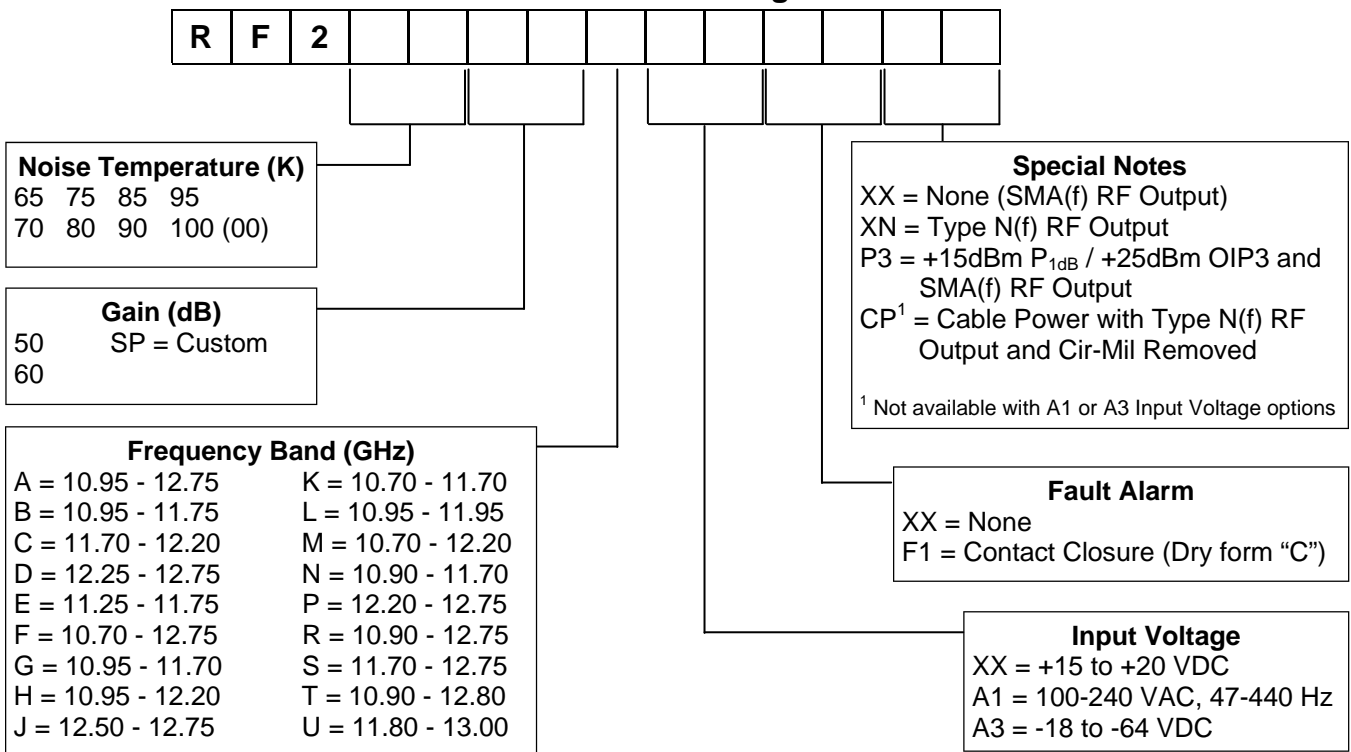 R F 2
Noise Temperature (K)
65 75 85 95
70 80 90 100 (00)
Gain (dB)
50 SP = Custom
60
Frequency Band (GHz)
A = 10.95 - 12.75 K = 10.70 - 11.70
B = 10.95 - 11.75 L = 10.95 - 11.95
C = 11.70 - 12.20 M = 10.70 - 12.20
D = 12.25 - 12.75 N = 10.90 - 11.70
E = 11.25 - 11.75 P = 12.20 - 12.75
F = 10.70 - 12.75 R = 10.90 - 12.75
G = 10.95 - 11.70 S = 11.70 - 12.75
H = 10.95 - 12.20 T = 10.90 - 12.80
J = 12.50 - 12.75 U = 11.80 - 13.00
Special Notes
XX = None (SMA(f) RF Output)
XN = Type N(f) RF Output
P3 = +15dBm P1dB / +25dBm OIP3 and
SMA(f) RF Output
CP¹ = Cable Power with Type N(f) RF
Output and Cir-Mil Removed
¹ Not available with A1 or A3 Input Voltage options
Fault Alarm
XX = None
F1 = Contact Closure (Dry form “C”)
Input Voltage
XX = +15 to +20 VDC
A1 = 100-240 VAC, 47-440 Hz
A3 = -18 to -64 VDC